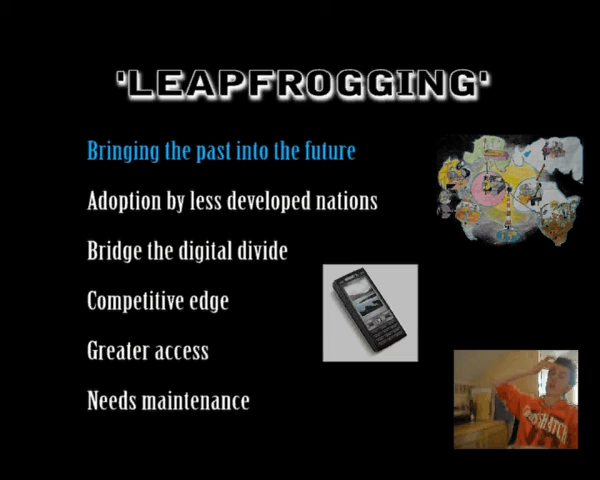 'LEAPFROGGING'
Bringing the past into the future
Adoption by less developed nations
Bridge the digital divide
Competitive edge
Greater access
Needs maintenance